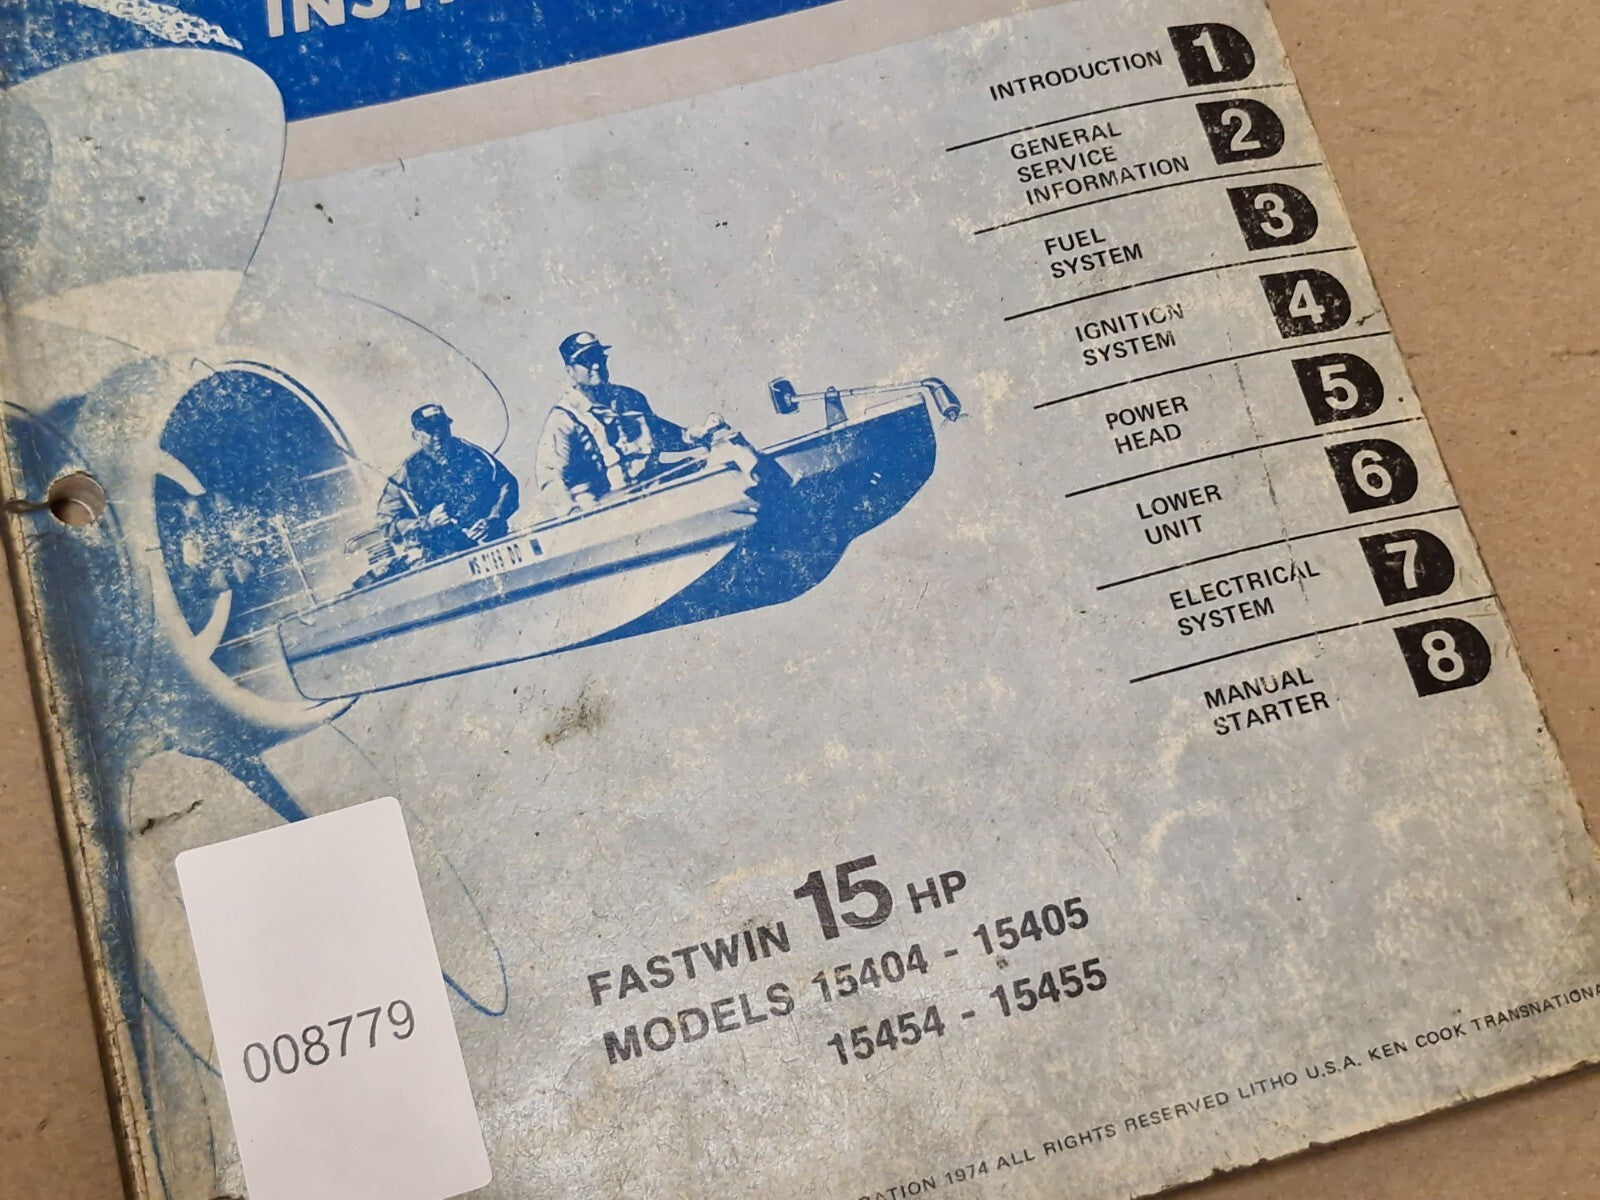 INTRODUCTION 1
GENERAL
SERVICE
INFORMATION 2
FUEL
SYSTEM 3
IGNITION
SYSTEM 4
POWER
HEAD 5
LOWER
UNIT 6
ELECTRICAL
SYSTEM 7
MANUAL
STARTER 8
FASTWIN 15 HP
MODELS 15404 - 15405
15454 - 15455
008779
1974 ALL RIGHTS RESERVED LITHO U.S.A. KEN COOK